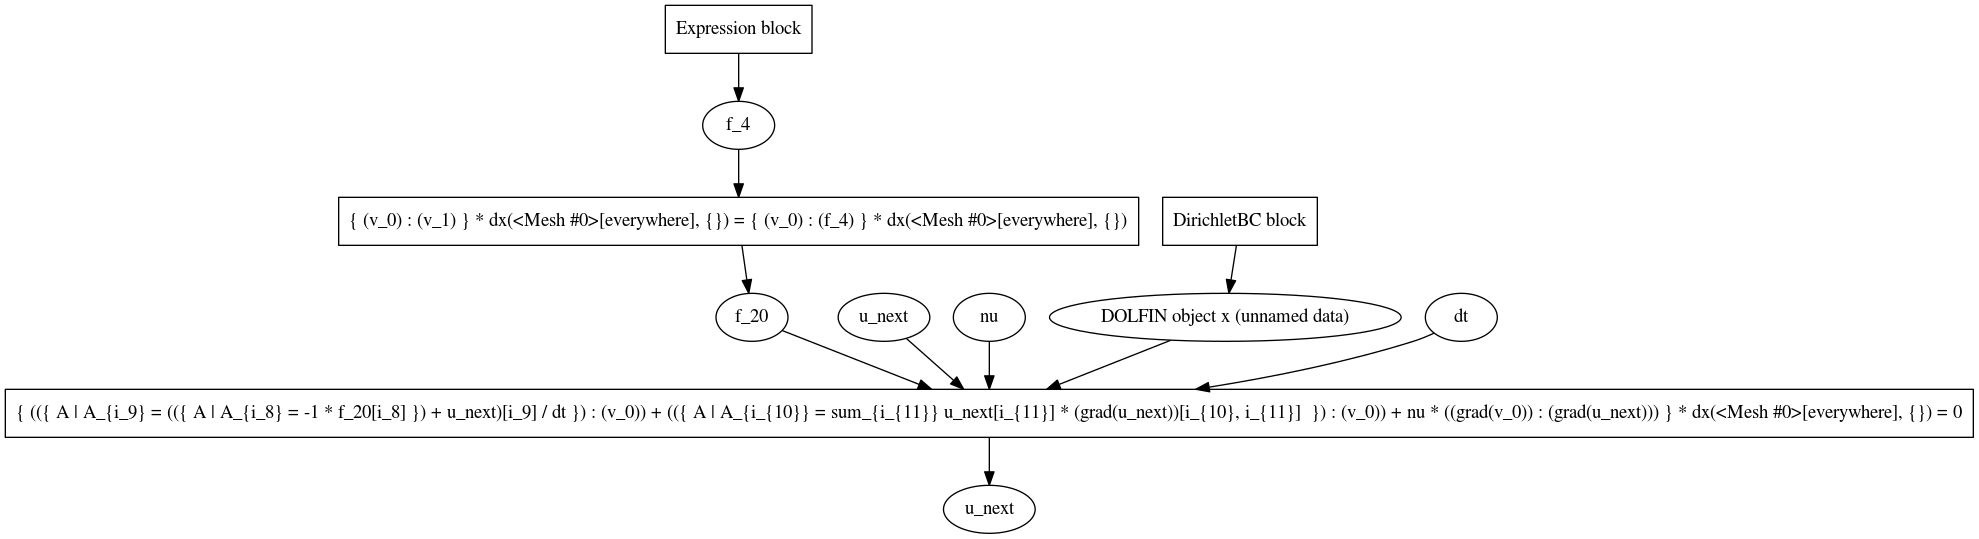 Expression block
f_4
{ (v_0) : (v_1) } * dx(<Mesh #0>[everywhere], {}) = { (v_0) : (f_4) } * dx(<Mesh #0>[everywhere], {})
DirichletBC block
f_20
u_next
nu
DOLFIN object x (unnamed data)
dt
{ (({ A | A_{i_9} = (({ A | A_{i_8} = -1 * f_20[i_8] }) + u_next)[i_9] / dt }) : (v_0)) + (({ A | A_{i_{10}} = sum_{i_{11}} u_next[i_{11}] * (grad(u_next))[i_{10}, i_{11}]  }) : (v_0)) + nu * ((grad(v_0)) : (grad(u_next))) } * dx(<Mesh #0>[everywhere], {}) = 0
u_next